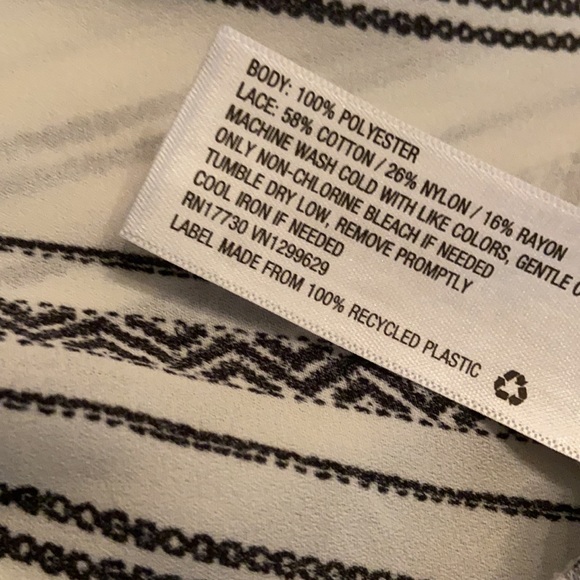 BODY: 100% POLYESTER
LACE: 58% COTTON / 26% NYLON / 16% RAYON
MACHINE WASH COLD WITH LIKE COLORS, GENTLE
ONLY NON-CHLORINE BLEACH IF NEEDED
TUMBLE DRY LOW, REMOVE PROMPTLY
COOL IRON IF NEEDED
RN17730 VN1299629
LABEL MADE FROM 100% RECYCLED PLASTIC